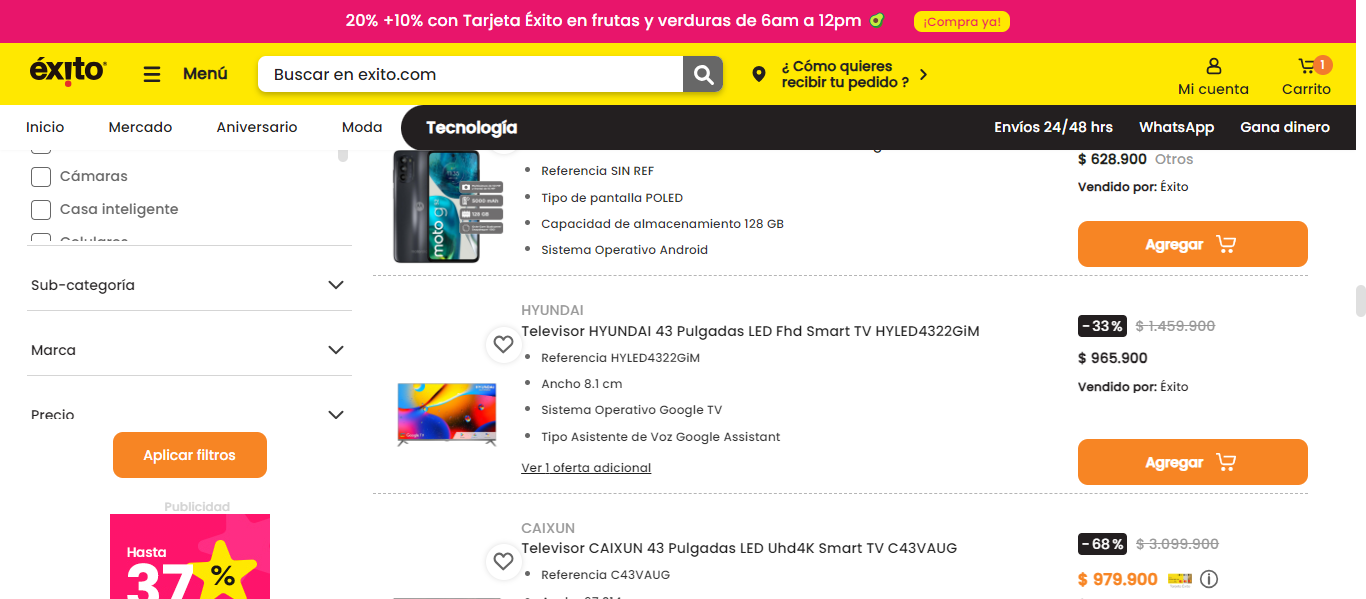 20% +10% con Tarjeta Éxito en frutas y verduras de 6am a 12pm
¡Compra ya!
éxito
Menú
Buscar en exito.com
¿ Cómo quieres
recibir tu pedido ?
Mi cuenta
1
Carrito
Inicio
Mercado
Aniversario
Moda
Tecnología
Envíos 24/48 hrs
WhatsApp
Gana dinero
Cámaras
Casa inteligente
Celulares
Sub-categoría
Marca
Precio
Aplicar filtros
Publicidad
Hasta
37 %
moto g
5000 mAh
128 GB
Referencia SIN REF
Tipo de pantalla POLED
Capacidad de almacenamiento 128 GB
Sistema Operativo Android
$ 628.900 Otros
Vendido por: Éxito
Agregar
HYUNDAI
Televisor HYUNDAI 43 Pulgadas LED Fhd Smart TV HYLED4322GiM
Referencia HYLED4322GiM
Ancho 8.1 cm
Sistema Operativo Google TV
Tipo Asistente de Voz Google Assistant
Ver 1 oferta adicional
-33% $ 1.459.900
$ 965.900
Vendido por: Éxito
Agregar
CAIXUN
Televisor CAIXUN 43 Pulgadas LED Uhd4K Smart TV C43VAUG
Referencia C43VAUG
-68% $ 3.099.900
$ 979.900